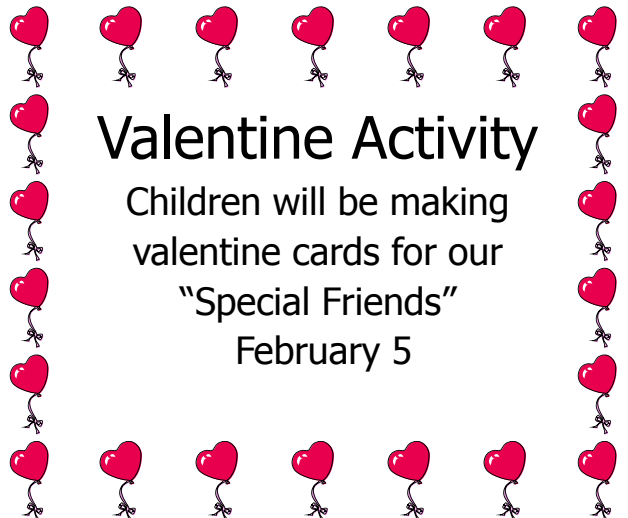 Valentine Activity
Children will be making
valentine cards for our
“Special Friends”
February 5